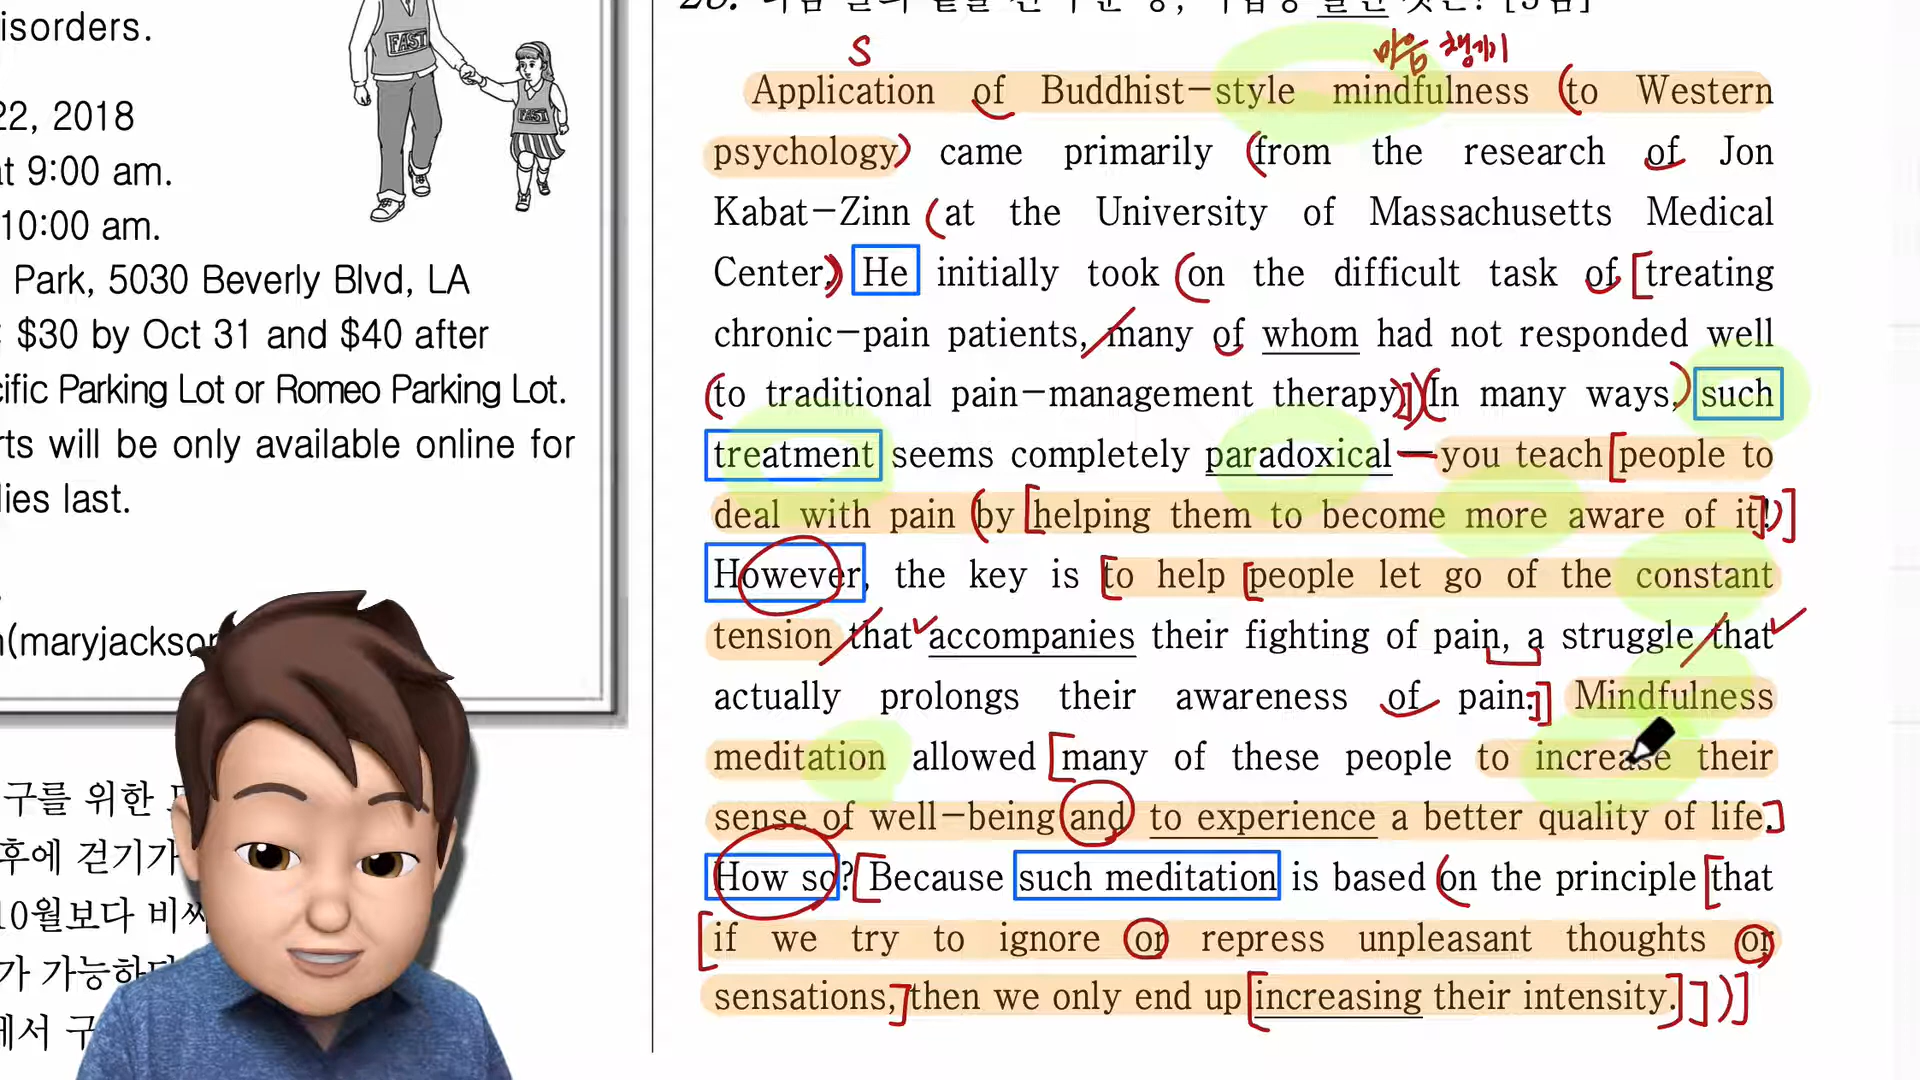 isorders.
FAST
FAST
22, 2018
at 9:00 am.
10:00 am.
Park, 5030 Beverly Blvd, LA
$30 by Oct 31 and $40 after
cific Parking Lot or Romeo Parking Lot.
rts will be only available online for
lies last.
n(maryjackso
구를 위한
후에 걷기가
10월보다 비싸
가 가능하다
에서 구
S
마음 챙기기
Application of Buddhist-style mindfulness to Western
psychology came primarily from the research of Jon
Kabat-Zinn at the University of Massachusetts Medical
Center. He initially took on the difficult task of treating
chronic-pain patients, many of whom had not responded well
to traditional pain-management therapy. In many ways, such
treatment seems completely paradoxical—you teach people to
deal with pain by helping them to become more aware of it!
However, the key is to help people let go of the constant
tension that accompanies their fighting of pain, a struggle that
actually prolongs their awareness of pain. Mindfulness
meditation allowed many of these people to increase their
sense of well-being and to experience a better quality of life.
How so? Because such meditation is based on the principle that
if we try to ignore or repress unpleasant thoughts or
sensations, then we only end up increasing their intensity.